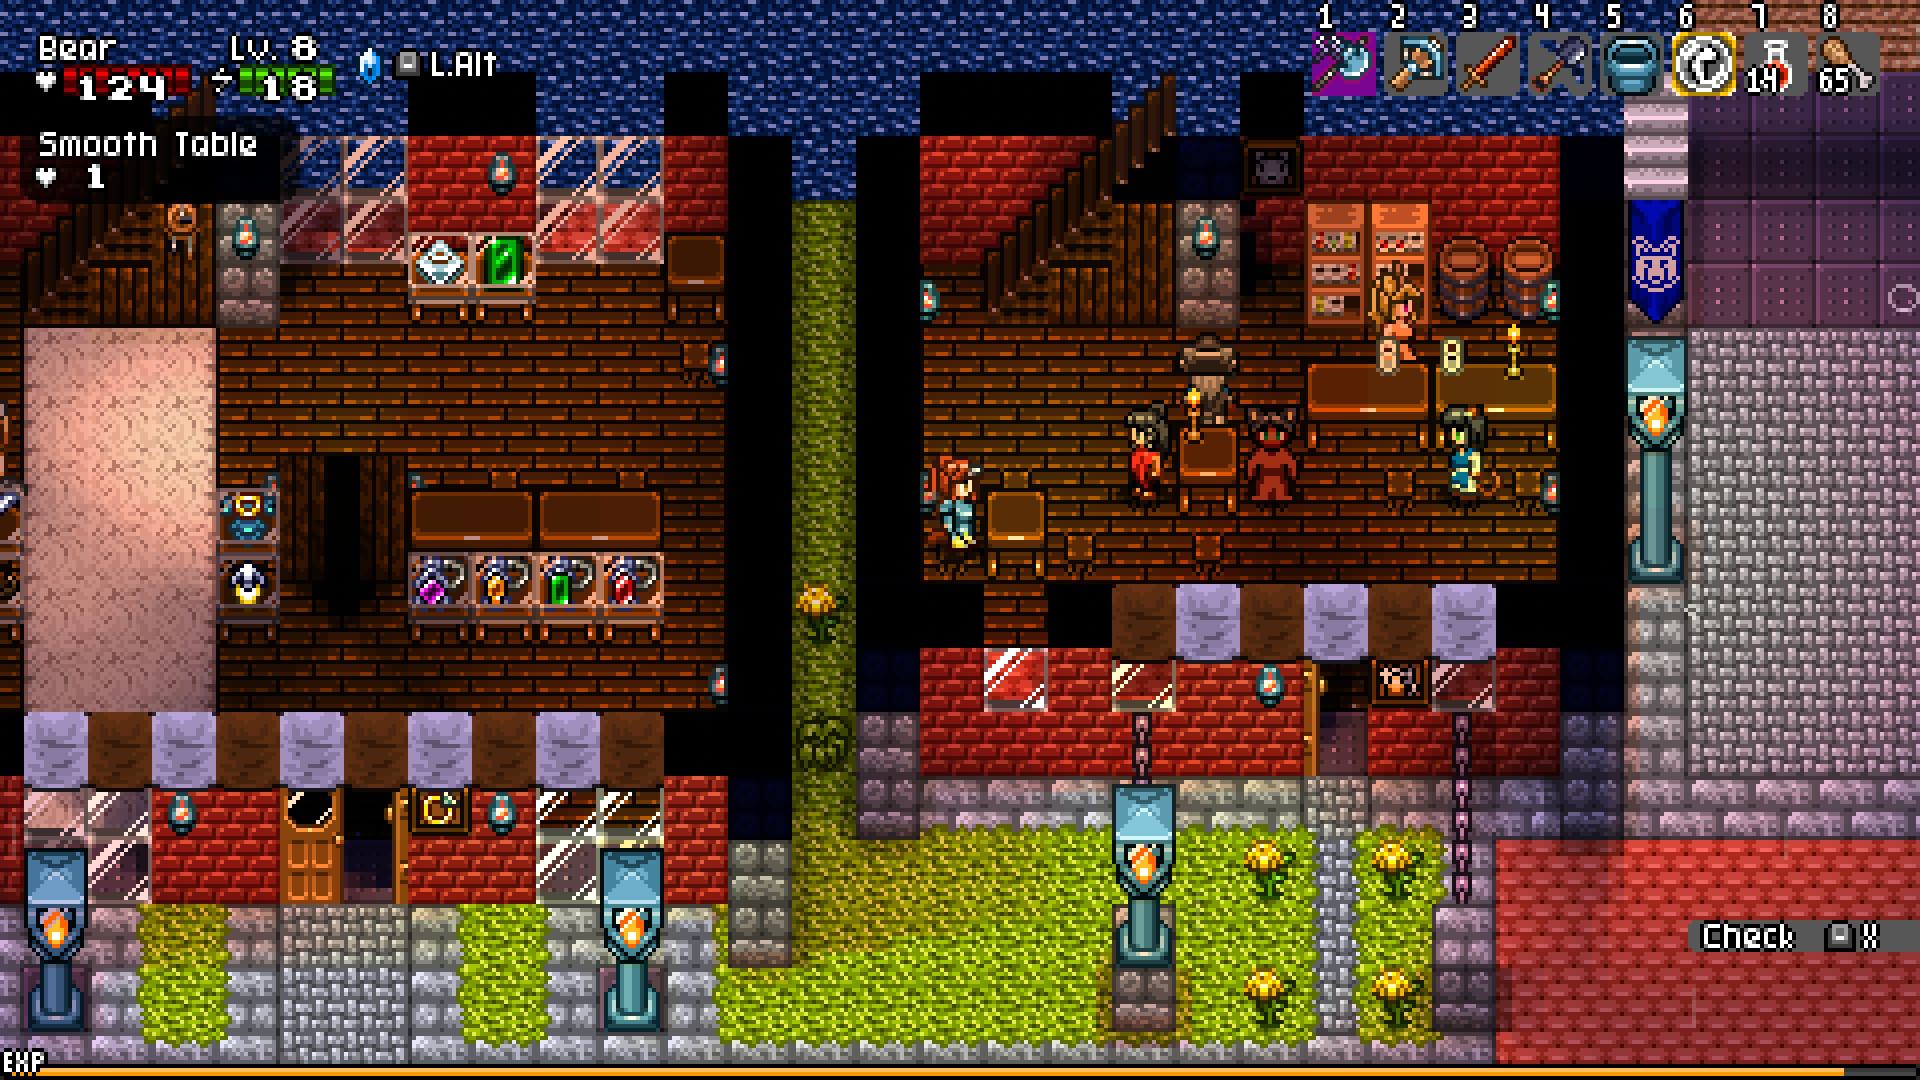 1 2 3 4 5 6 7 8
Bear Lv. 8
124 18 L.Alt
14 65
Smooth Table
1
Check X
EXP